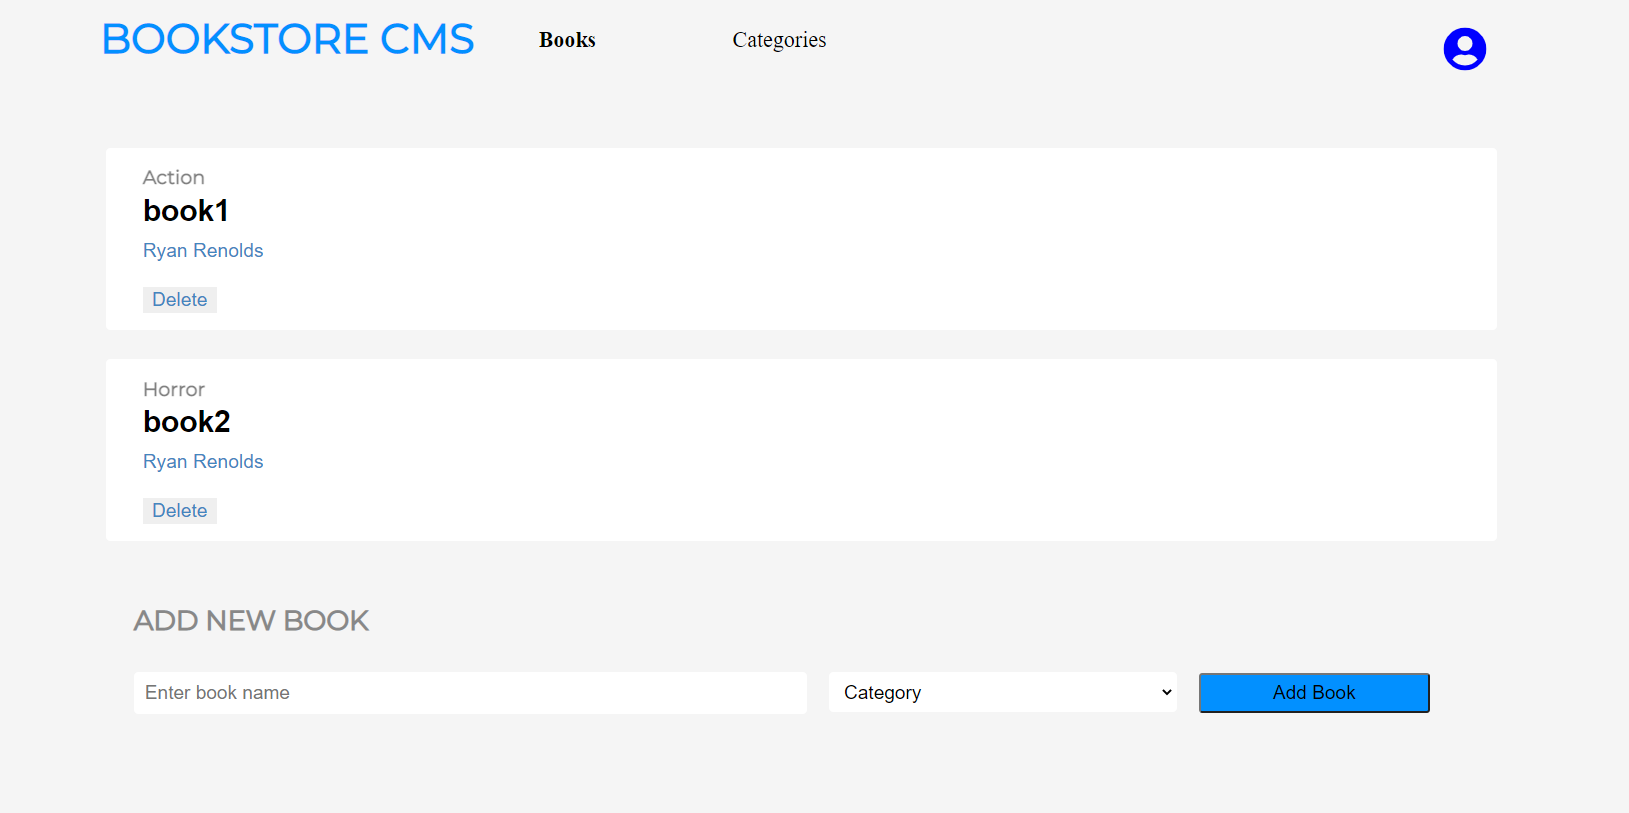 BOOKSTORE CMS Books Categories
Action
book1
Ryan Renolds
Delete
Horror
book2
Ryan Renolds
Delete
ADD NEW BOOK
Enter book name Category Add Book